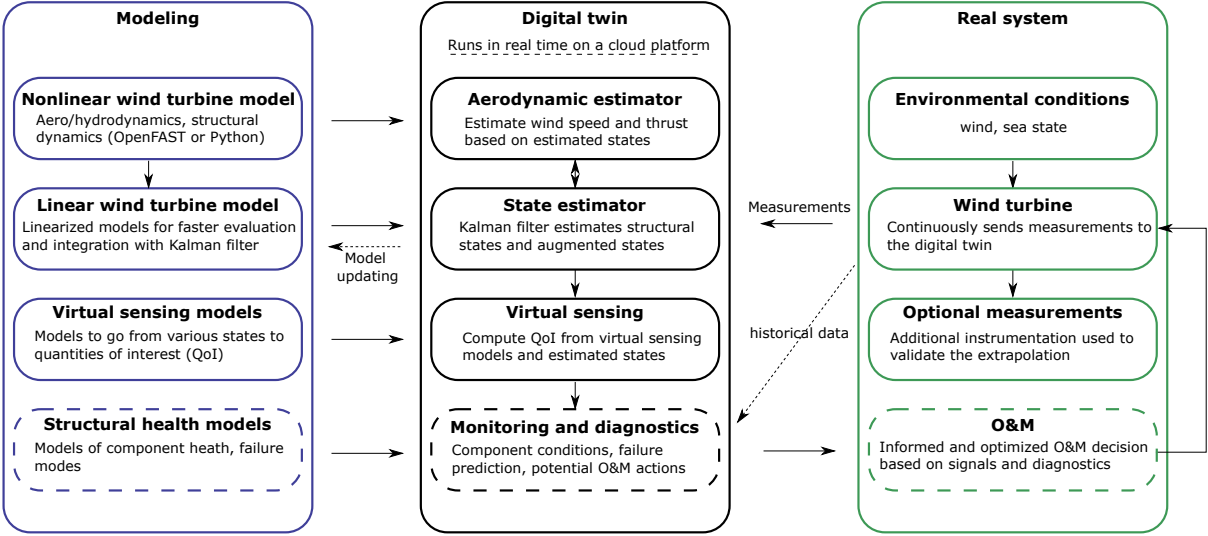 Modeling
Nonlinear wind turbine model
Aero/hydrodynamics, structural
dynamics (OpenFAST or Python)
Linear wind turbine model
Linearized models for faster evaluation
and integration with Kalman filter
Virtual sensing models
Models to go from various states to
quantities of interest (QoI)
Structural health models
Models of component heath, failure
modes
Model
updating
Digital twin
Runs in real time on a cloud platform
Aerodynamic estimator
Estimate wind speed and thrust
based on estimated states
State estimator
Kalman filter estimates structural
states and augmented states
Virtual sensing
Compute QoI from virtual sensing
models and estimated states
Monitoring and diagnostics
Component conditions, failure
prediction, potential O&M actions
Measurements
historical data
Real system
Environmental conditions
wind, sea state
Wind turbine
Continuously sends measurements to
the digital twin
Optional measurements
Additional instrumentation used to
validate the extrapolation
O&M
Informed and optimized O&M decision
based on signals and diagnostics